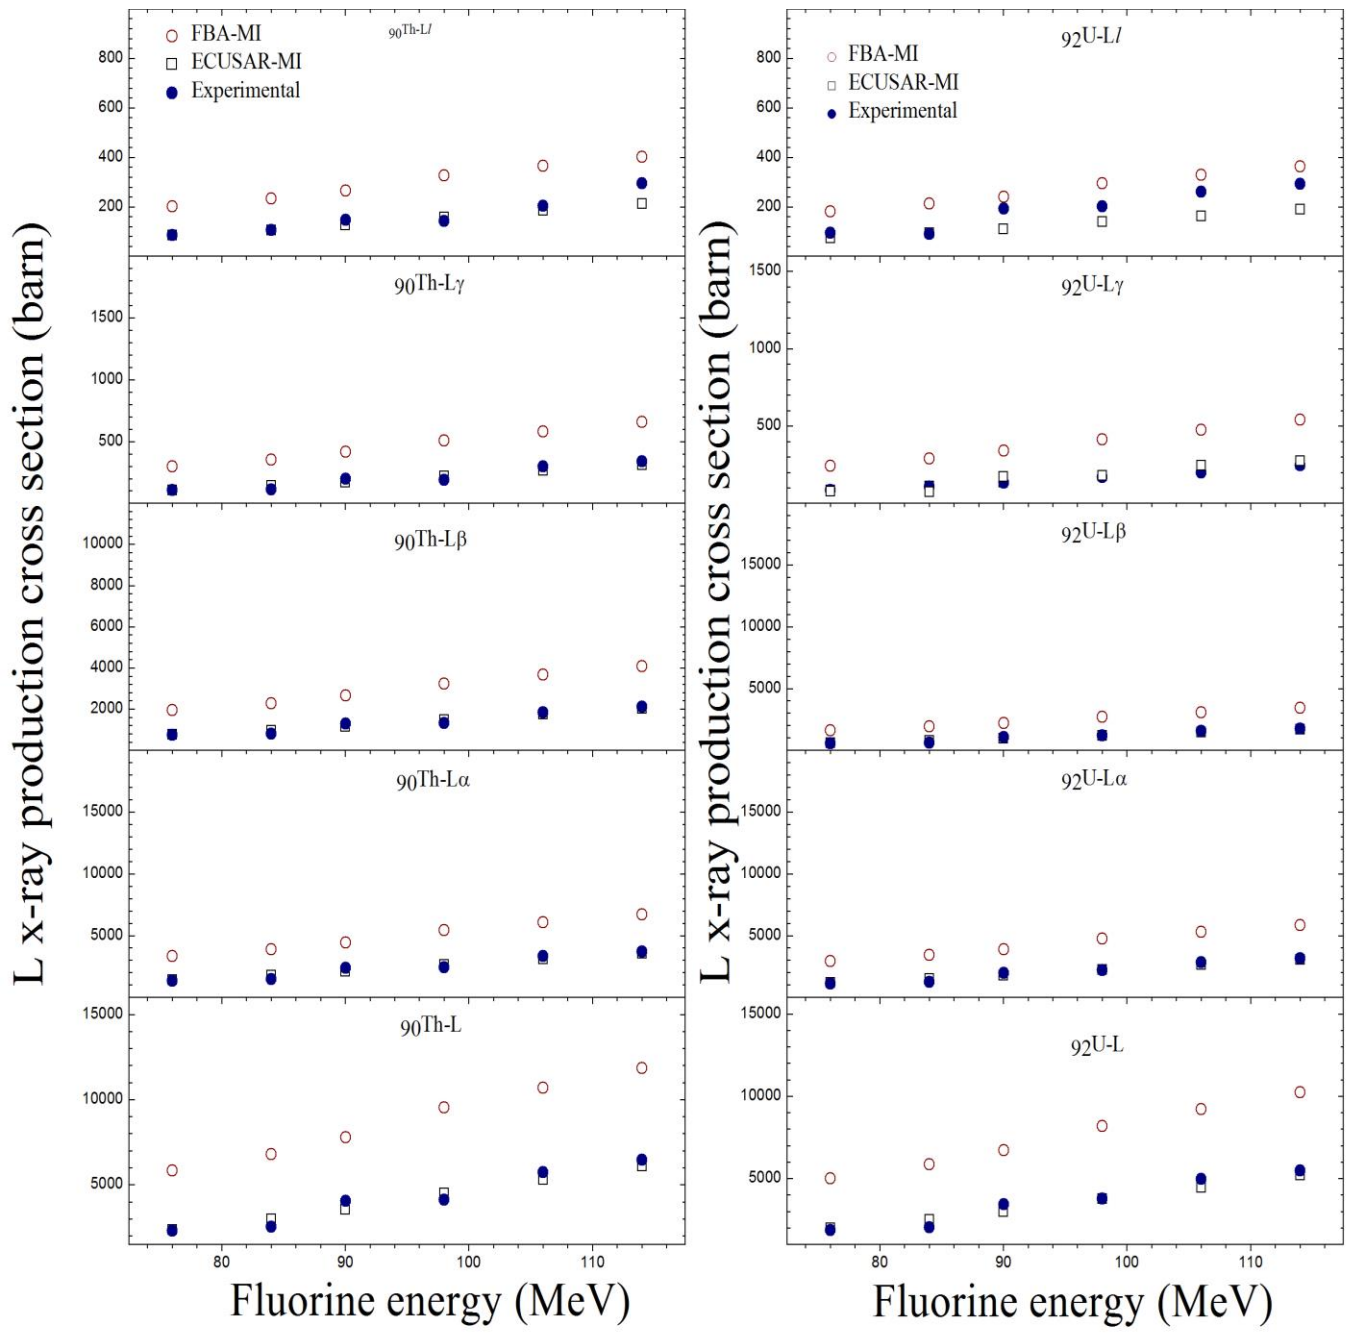 L x-ray production cross section (barn)
90Th-Ll
FBA-MI
ECUSAR-MI
Experimental
800
600
400
200
90Th-Lγ
1500
1000
500
90Th-Lβ
10000
8000
6000
4000
2000
90Th-Lα
15000
10000
5000
90Th-L
15000
10000
5000
80
90
100
110
Fluorine energy (MeV)
L x-ray production cross section (barn)
92U-Ll
FBA-MI
ECUSAR-MI
Experimental
800
600
400
200
92U-Lγ
1500
1000
500
92U-Lβ
15000
10000
5000
92U-Lα
15000
10000
5000
92U-L
15000
10000
5000
80
90
100
110
Fluorine energy (MeV)